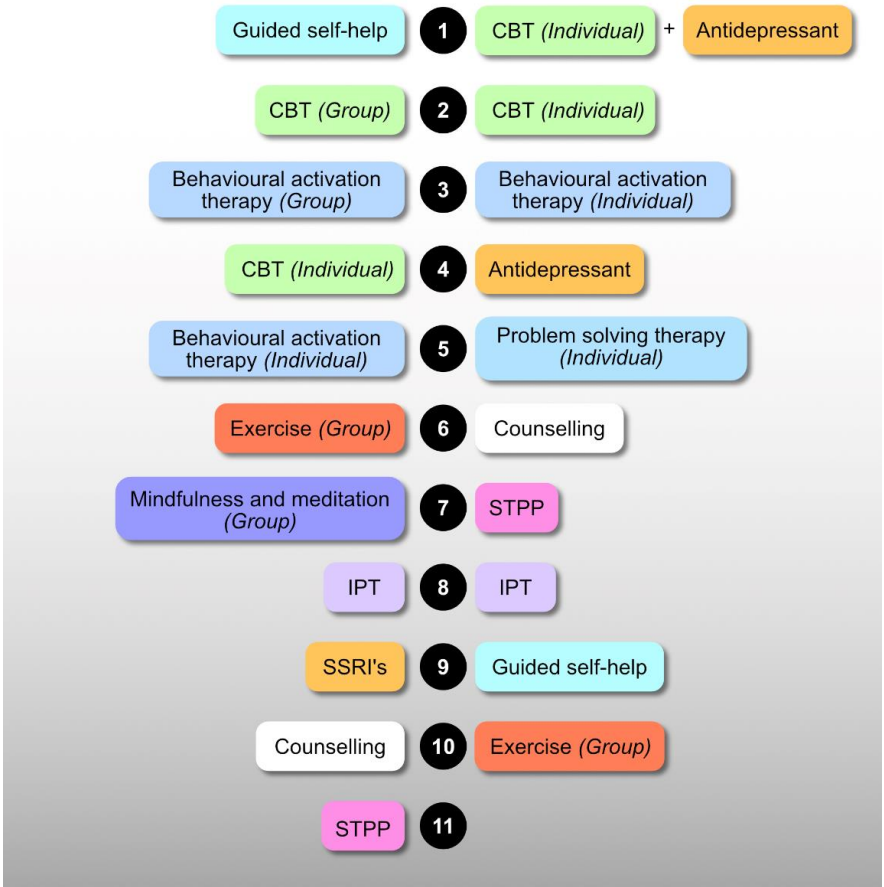 Guided self-help 1 CBT (Individual) + Antidepressant
CBT (Group) 2 CBT (Individual)
Behavioural activation
therapy (Group) 3 Behavioural activation
therapy (Individual)
CBT (Individual) 4 Antidepressant
Behavioural activation
therapy (Individual) 5 Problem solving therapy
(Individual)
Exercise (Group) 6 Counselling
Mindfulness and meditation
(Group) 7 STPP
IPT 8 IPT
SSRI's 9 Guided self-help
Counselling 10 Exercise (Group)
STPP 11